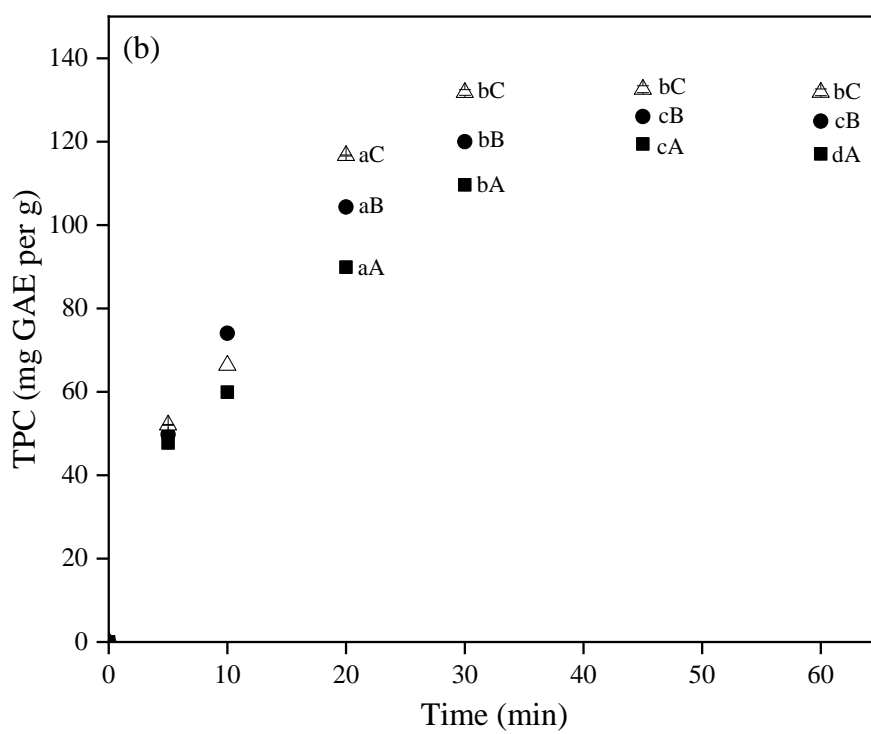 (b)
TPC (mg GAE per g)
140
120
100
80
60
40
20
0
aC
aB
aA
bC
bB
bA
bC
cB
cA
bC
cB
dA
0 10 20 30 40 50 60
Time (min)